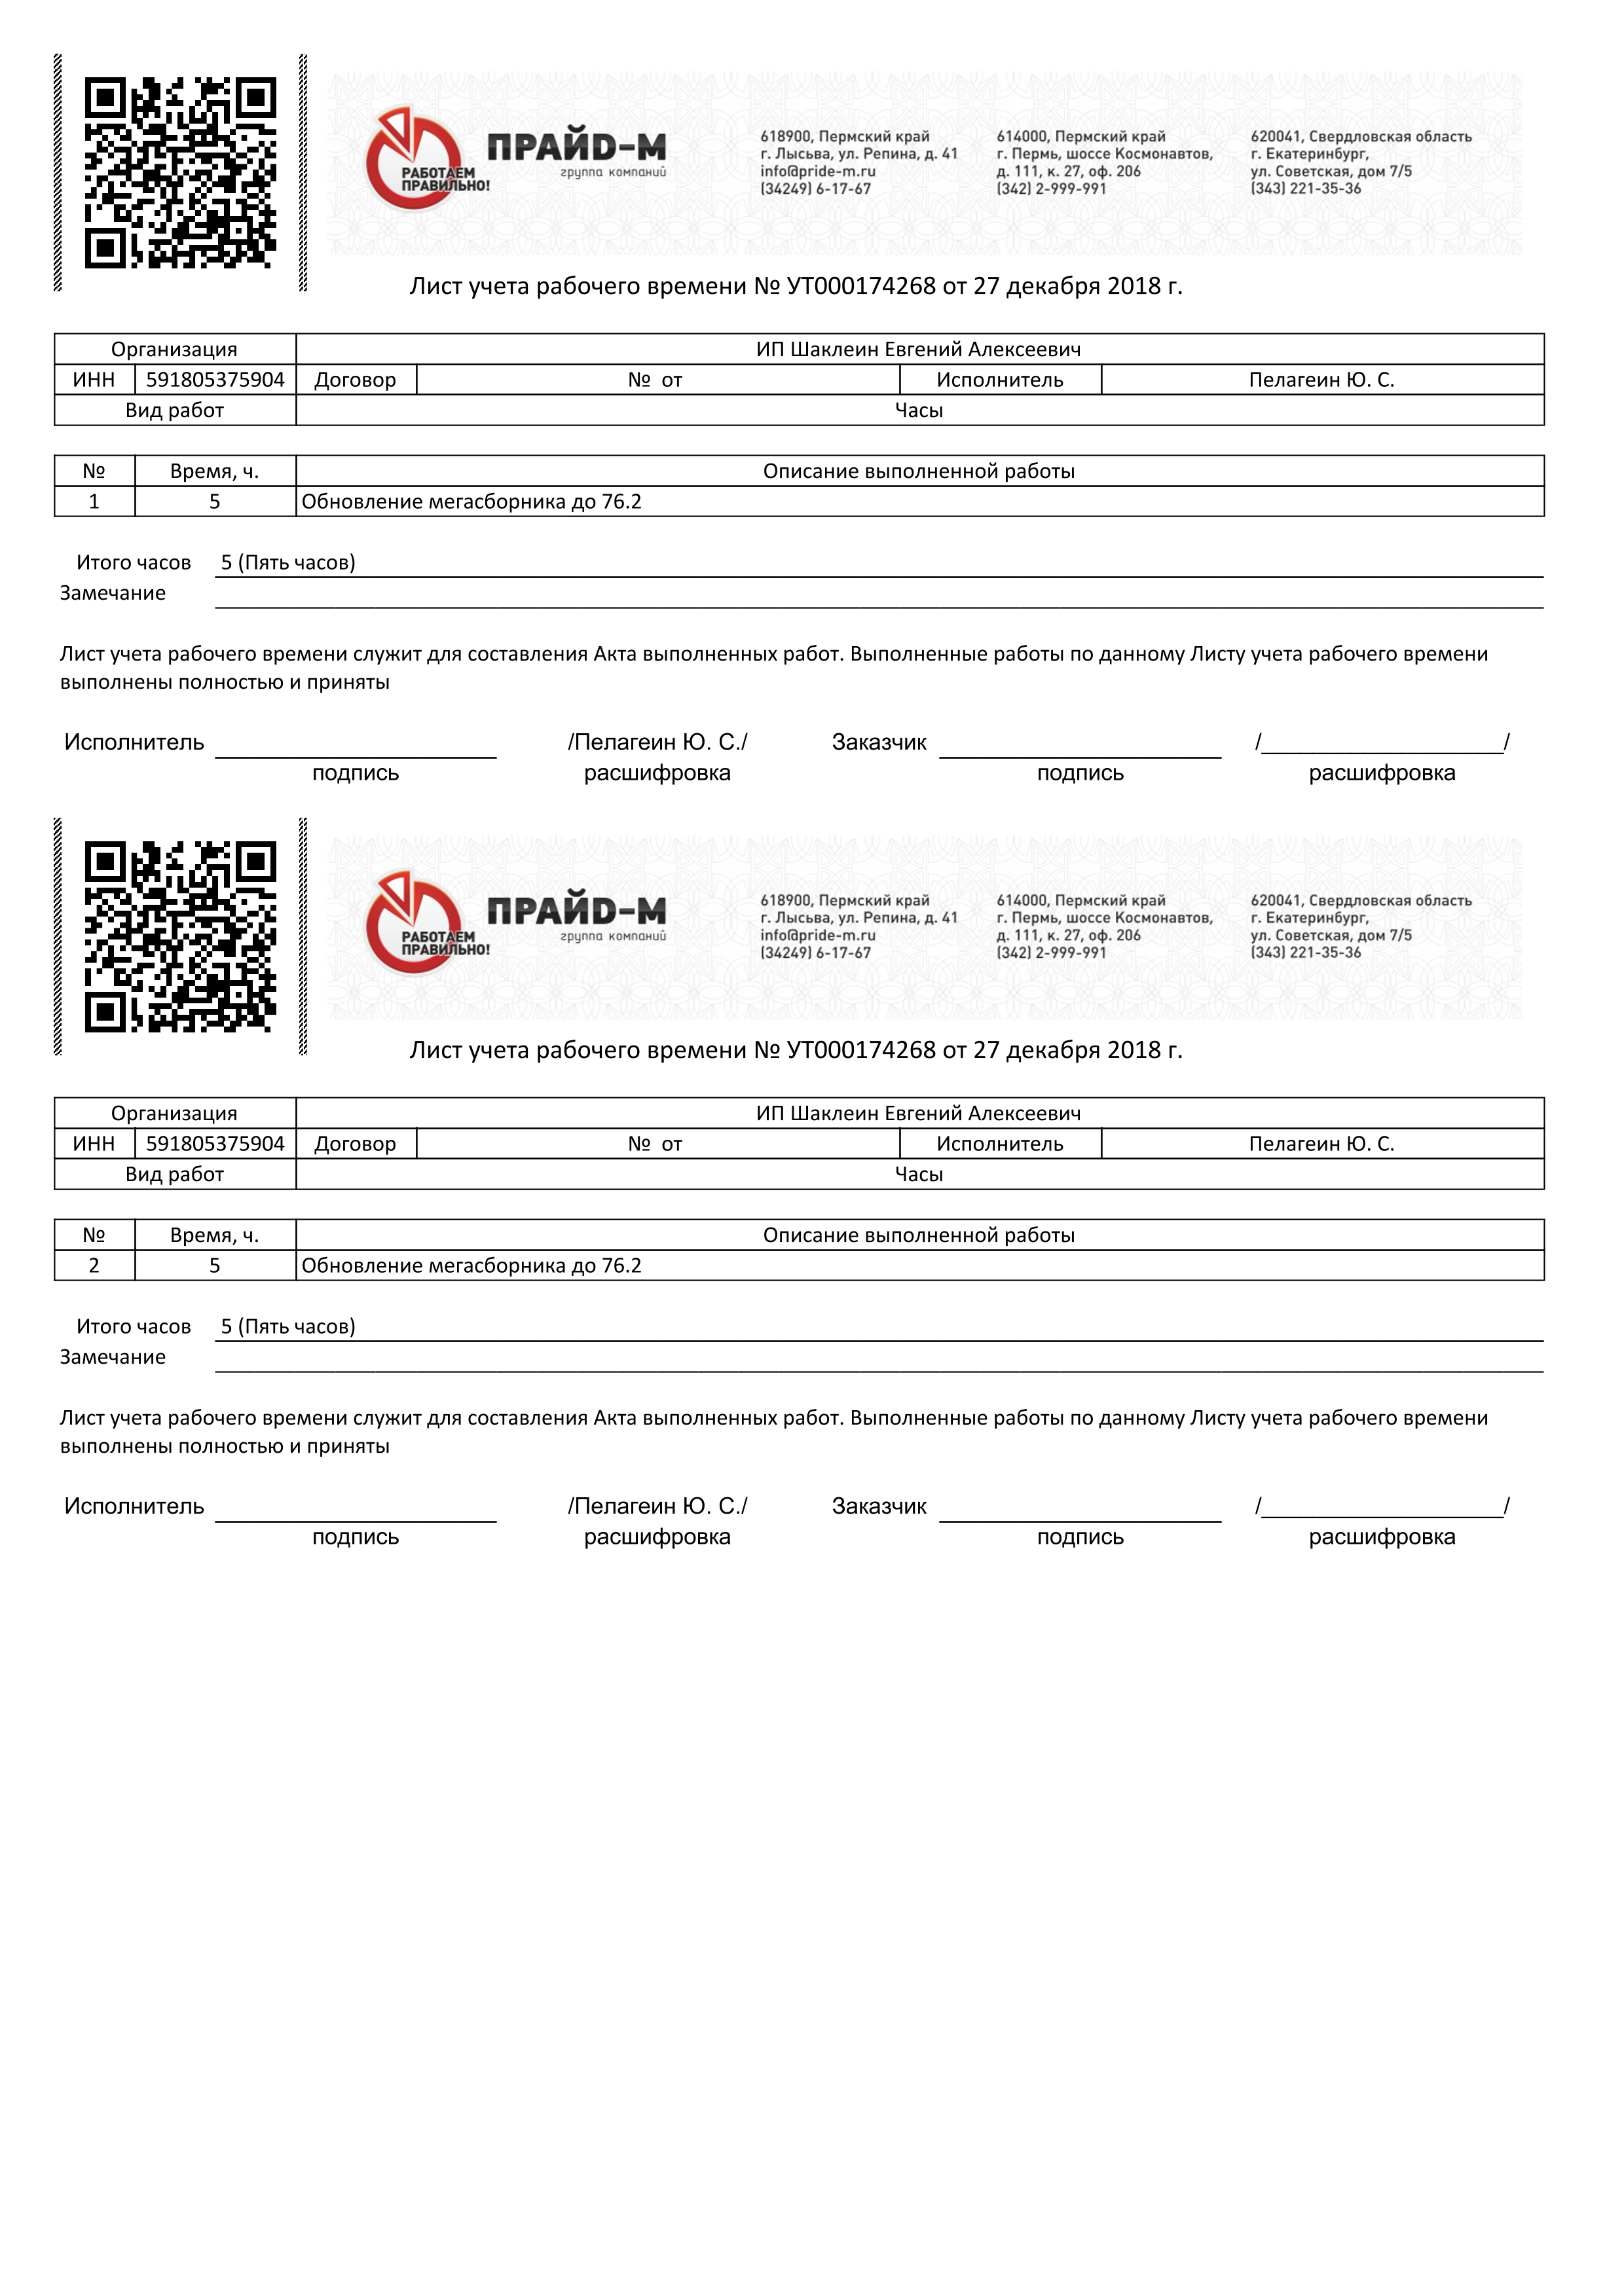 ПРАЙD-М
группа компаний
РАБОТАЕМ
ПРАВИЛЬНО!
618900, Пермский край
г. Лысьва, ул. Репина, д. 41
info@pride-m.ru
(34249) 6-17-67
614000, Пермский край
г. Пермь, шоссе Космонавтов,
д. 111, к. 27, оф. 206
(342) 2-999-991
620041, Свердловская область
г. Екатеринбург,
ул. Советская, дом 7/5
(343) 221-35-36
Лист учета рабочего времени № УТ000174268 от 27 декабря 2018 г.
Организация ИП Шаклеин Евгений Алексеевич
ИНН 591805375904 Договор № от Исполнитель Пелагеин Ю. С.
Вид работ Часы
№ Время, ч. Описание выполненной работы
1 5 Обновление мегасборника до 76.2
Итого часов 5 (Пять часов)
Замечание
Лист учета рабочего времени служит для составления Акта выполненных работ. Выполненные работы по данному Листу учета рабочего времени
выполнены полностью и приняты
Исполнитель /Пелагеин Ю. С./ Заказчик /____________________/
подпись расшифровка подпись расшифровка
ПРАЙD-М
группа компаний
РАБОТАЕМ
ПРАВИЛЬНО!
618900, Пермский край
г. Лысьва, ул. Репина, д. 41
info@pride-m.ru
(34249) 6-17-67
614000, Пермский край
г. Пермь, шоссе Космонавтов,
д. 111, к. 27, оф. 206
(342) 2-999-991
620041, Свердловская область
г. Екатеринбург,
ул. Советская, дом 7/5
(343) 221-35-36
Лист учета рабочего времени № УТ000174268 от 27 декабря 2018 г.
Организация ИП Шаклеин Евгений Алексеевич
ИНН 591805375904 Договор № от Исполнитель Пелагеин Ю. С.
Вид работ Часы
№ Время, ч. Описание выполненной работы
2 5 Обновление мегасборника до 76.2
Итого часов 5 (Пять часов)
Замечание
Лист учета рабочего времени служит для составления Акта выполненных работ. Выполненные работы по данному Листу учета рабочего времени
выполнены полностью и приняты
Исполнитель /Пелагеин Ю. С./ Заказчик /____________________/
подпись расшифровка подпись расшифровка